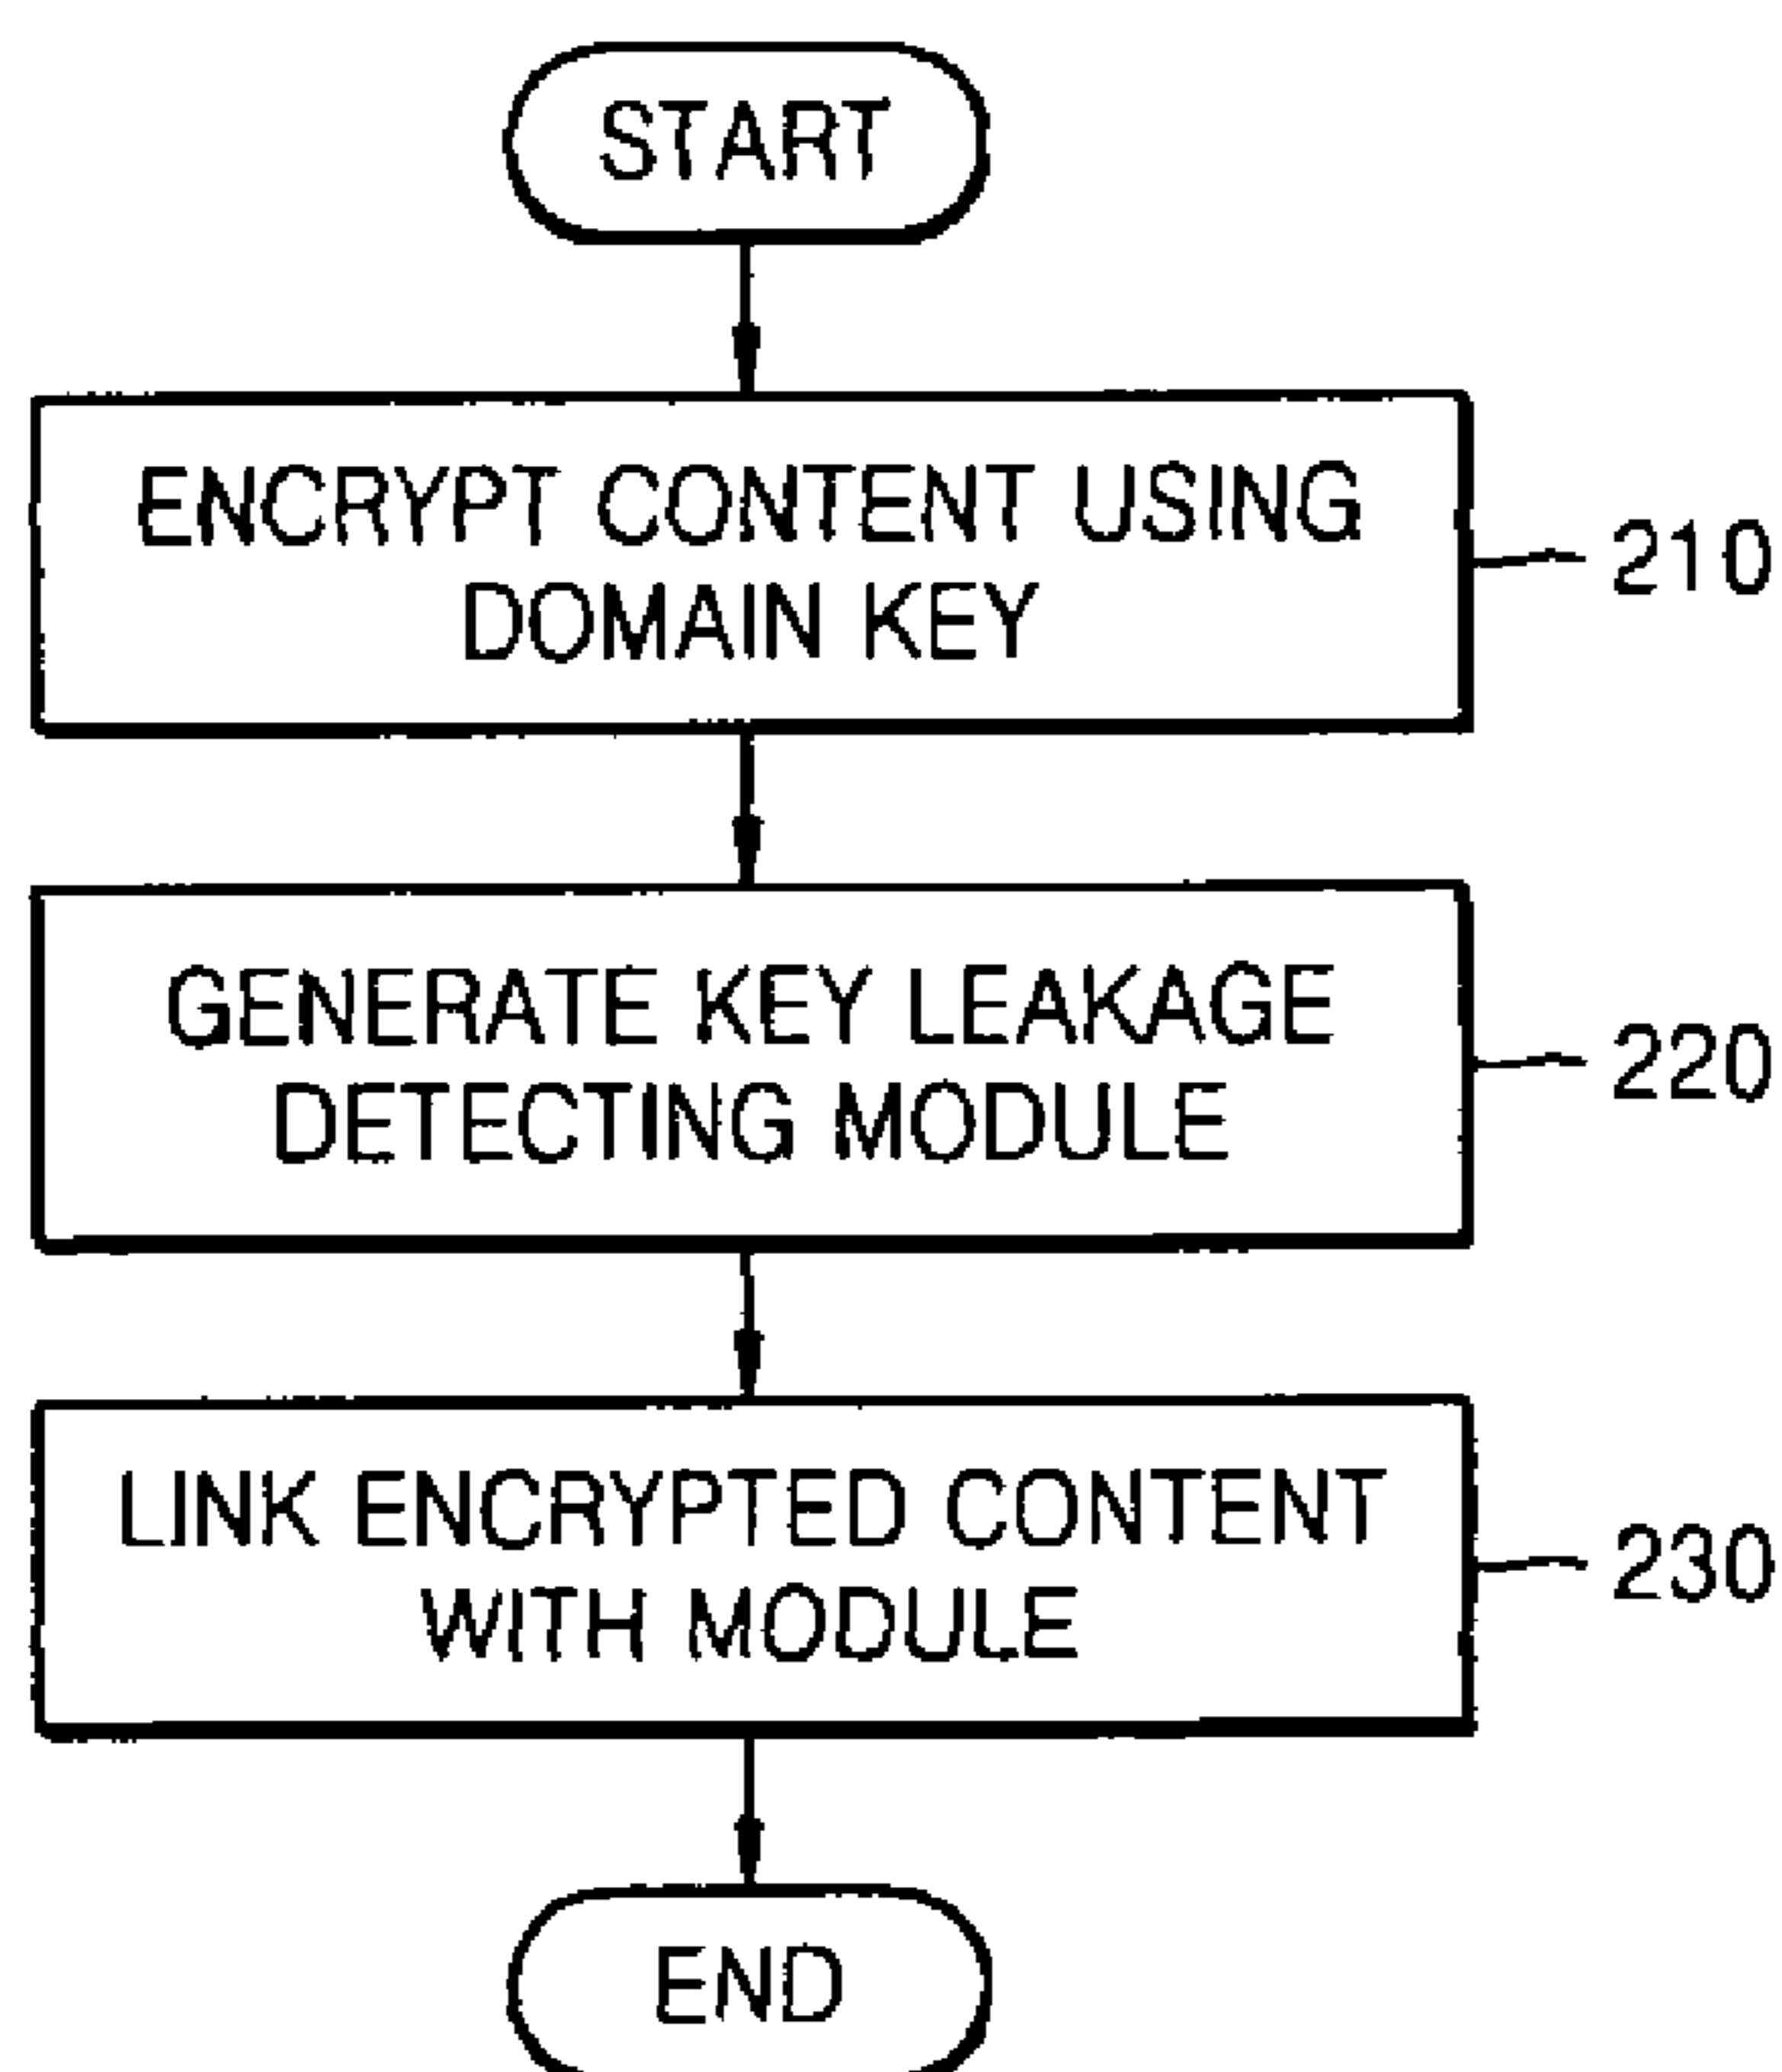 START
ENCRYPT CONTENT USING
DOMAIN KEY
210
GENERATE KEY LEAKAGE
DETECTING MODULE
220
LINK ENCRYPTED CONTENT
WITH MODULE
230
END